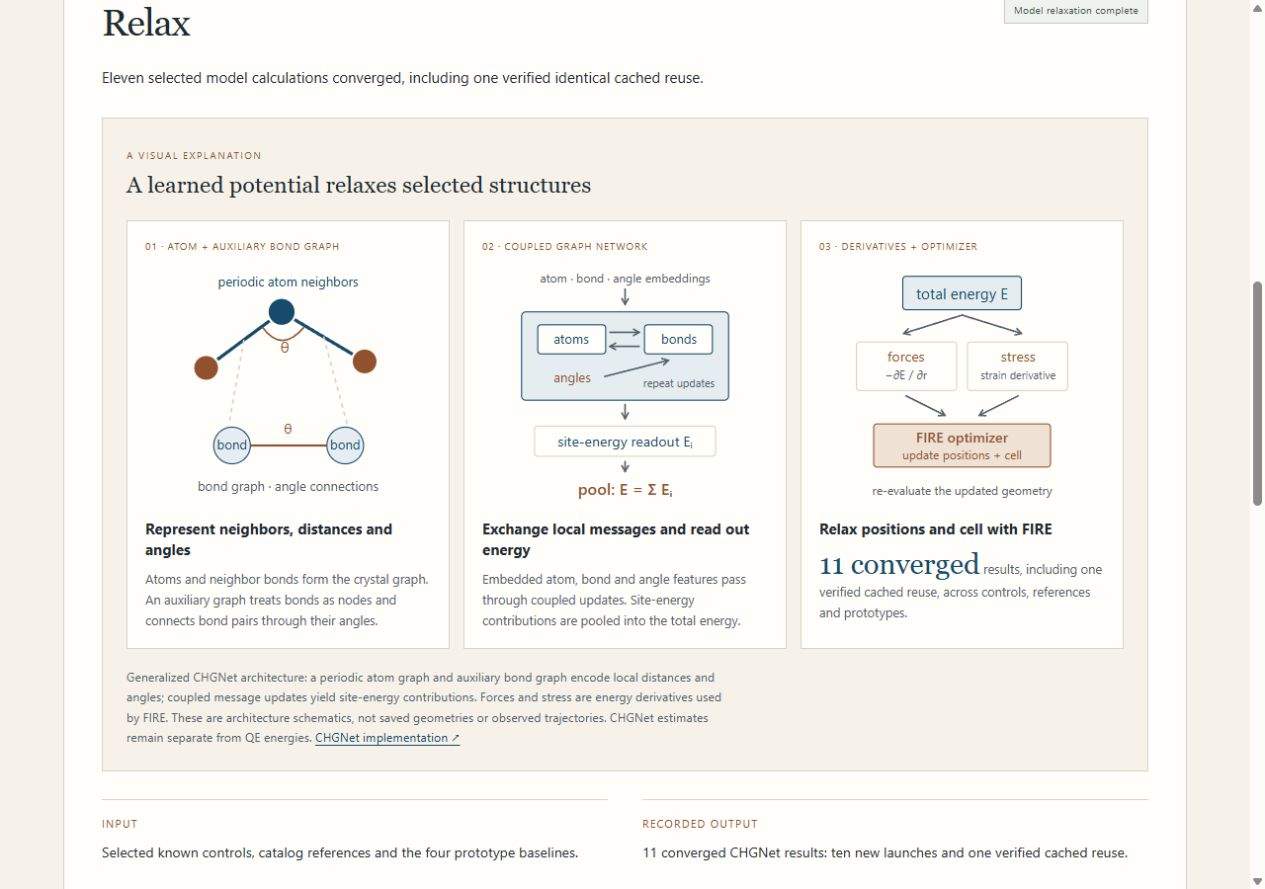 Relax
Model relaxation complete
Eleven selected model calculations converged, including one verified identical cached reuse.
A VISUAL EXPLANATION
A learned potential relaxes selected structures
01 · ATOM + AUXILIARY BOND GRAPH
periodic atom neighbors
θ
θ
bond
bond
bond graph · angle connections
Represent neighbors, distances and
angles
Atoms and neighbor bonds form the crystal graph.
An auxiliary graph treats bonds as nodes and
connects bond pairs through their angles.
02 · COUPLED GRAPH NETWORK
atom · bond · angle embeddings
atoms
bonds
angles
repeat updates
site-energy readout Eᵢ
pool: E = Σ Eᵢ
Exchange local messages and read out
energy
Embedded atom, bond and angle features pass
through coupled updates. Site-energy
contributions are pooled into the total energy.
03 · DERIVATIVES + OPTIMIZER
total energy E
forces
−∂E / ∂r
stress
strain derivative
FIRE optimizer
update positions + cell
re-evaluate the updated geometry
Relax positions and cell with FIRE
11 converged results, including one
verified cached reuse, across controls, references
and prototypes.
Generalized CHGNet architecture: a periodic atom graph and auxiliary bond graph encode local distances and
angles; coupled message updates yield site-energy contributions. Forces and stress are energy derivatives used
by FIRE. These are architecture schematics, not saved geometries or observed trajectories. CHGNet estimates
remain separate from QE energies. CHGNet implementation ↗
INPUT
Selected known controls, catalog references and the four prototype baselines.
RECORDED OUTPUT
11 converged CHGNet results: ten new launches and one verified cached reuse.